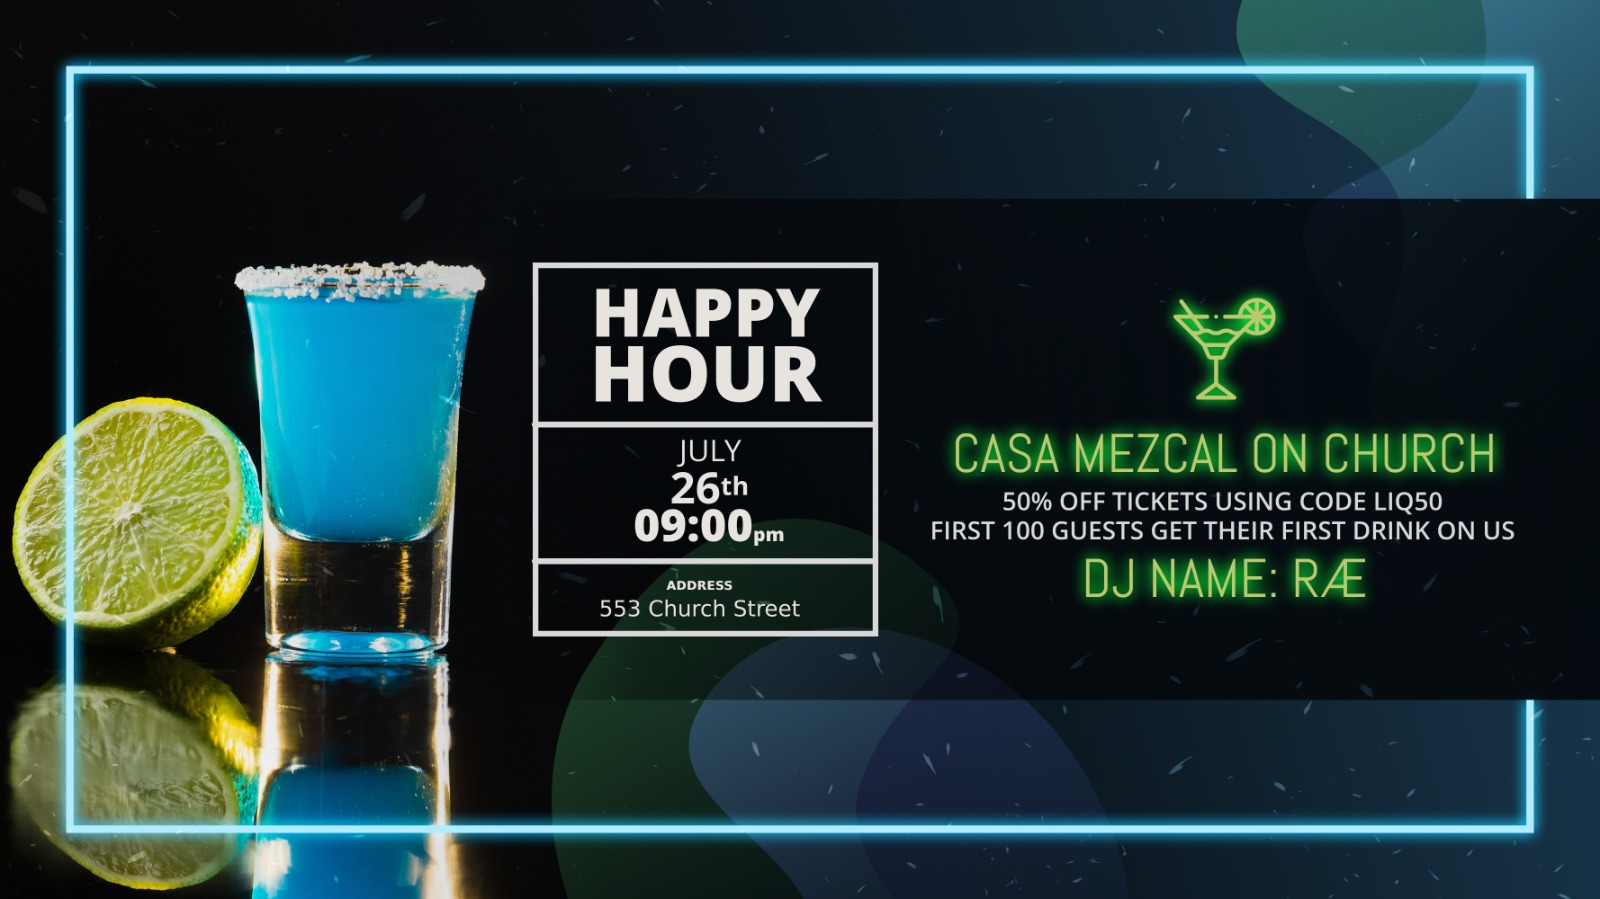 HAPPY
HOUR
JULY
26th
09:00pm
ADDRESS
553 Church Street
CASA MEZCAL ON CHURCH
50% OFF TICKETS USING CODE LIQ50
FIRST 100 GUESTS GET THEIR FIRST DRINK ON US
DJ NAME: RÆ